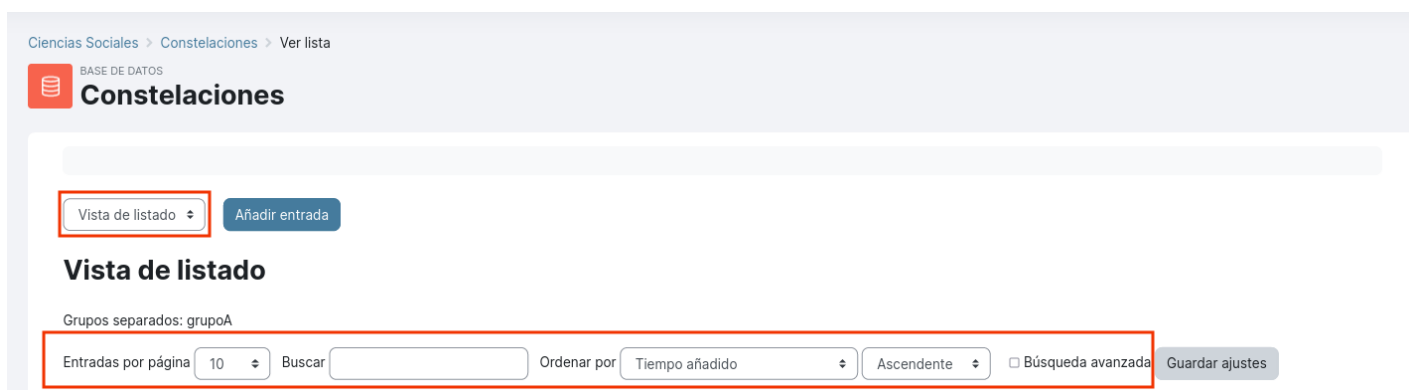 Ciencias Sociales > Constelaciones > Ver lista
BASE DE DATOS
Constelaciones
Vista de listado Añadir entrada
Vista de listado
Grupos separados: grupoA
Entradas por página 10 Buscar Ordenar por Tiempo añadido Ascendente Búsqueda avanzada Guardar ajustes